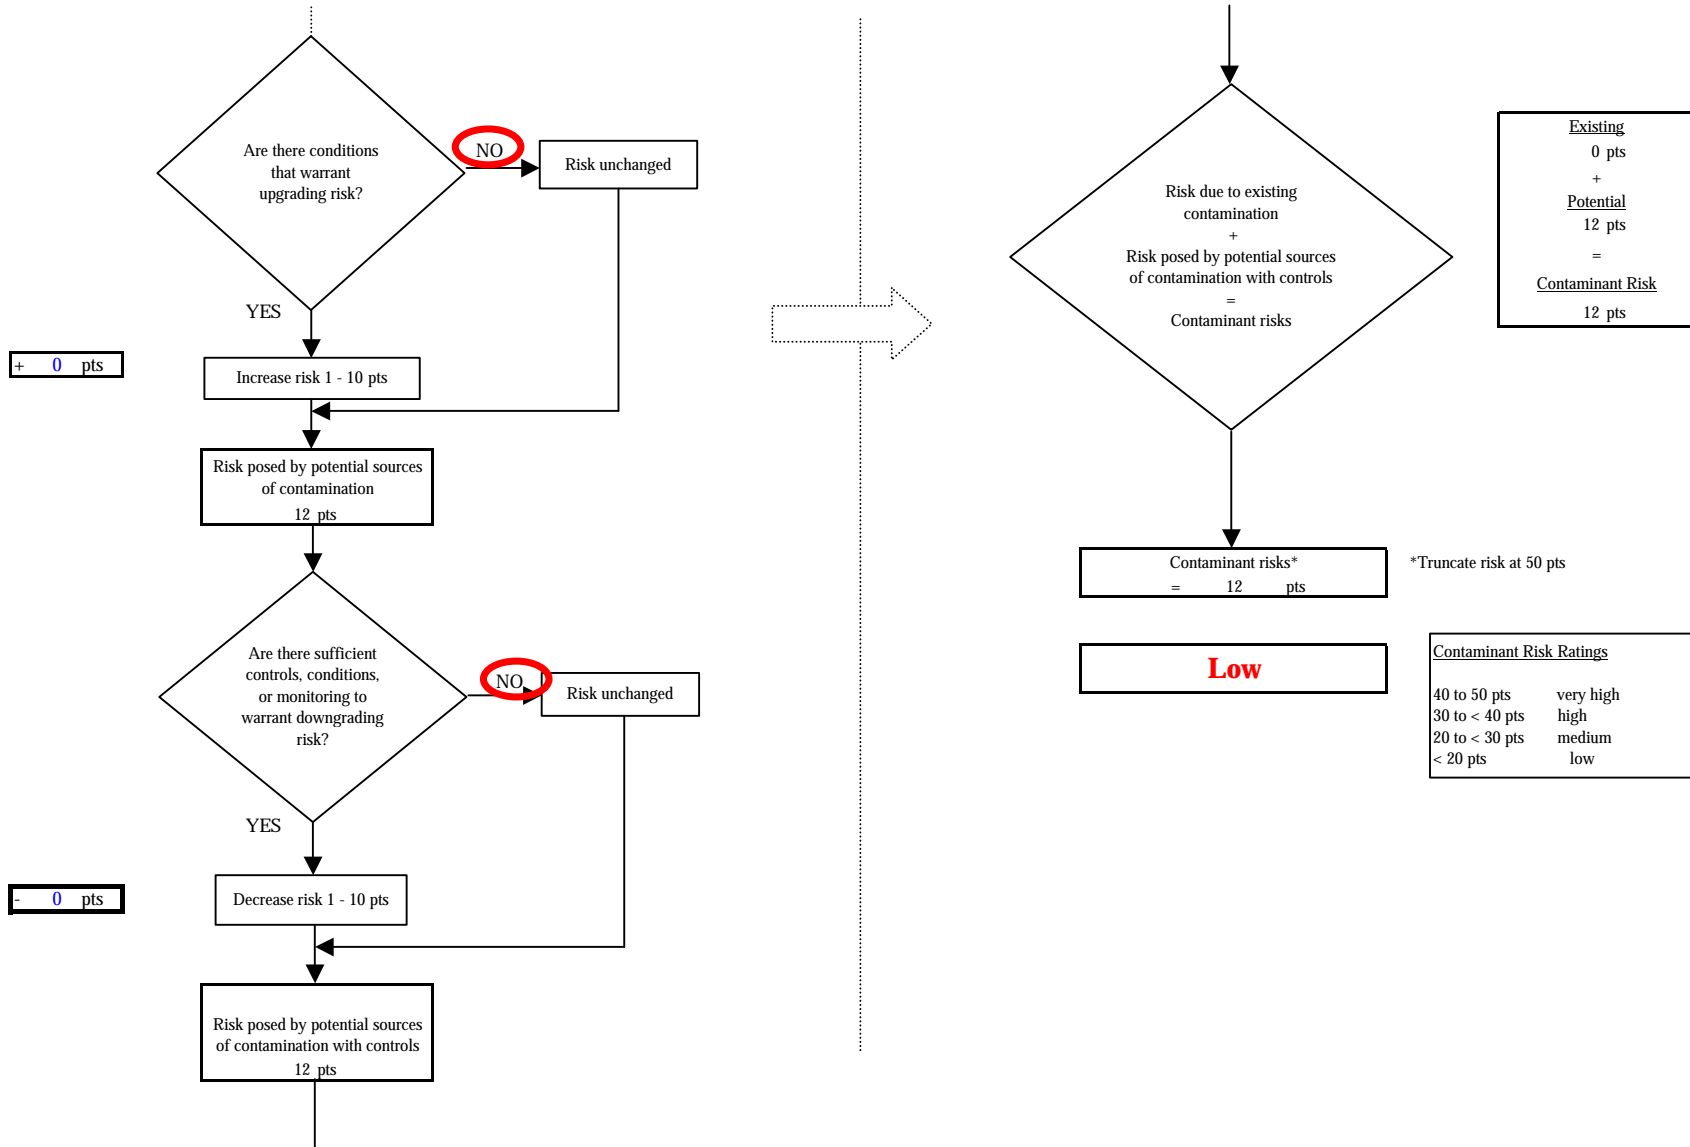 Are there conditions
that warrant
upgrading risk?
NO
Risk unchanged
YES
+ 0 pts
Increase risk 1 - 10 pts
Risk posed by potential sources
of contamination
12 pts
Are there sufficient
controls, conditions,
or monitoring to
warrant downgrading
risk?
NO
Risk unchanged
YES
- 0 pts
Decrease risk 1 - 10 pts
Risk posed by potential sources
of contamination with controls
12 pts
Risk due to existing
contamination
+
Risk posed by potential sources
of contamination with controls
=
Contaminant risks
Existing
0 pts
+
Potential
12 pts
=
Contaminant Risk
12 pts
Contaminant risks*
= 12 pts
*Truncate risk at 50 pts
Low
Contaminant Risk Ratings
40 to 50 pts very high
30 to < 40 pts high
20 to < 30 pts medium
< 20 pts low